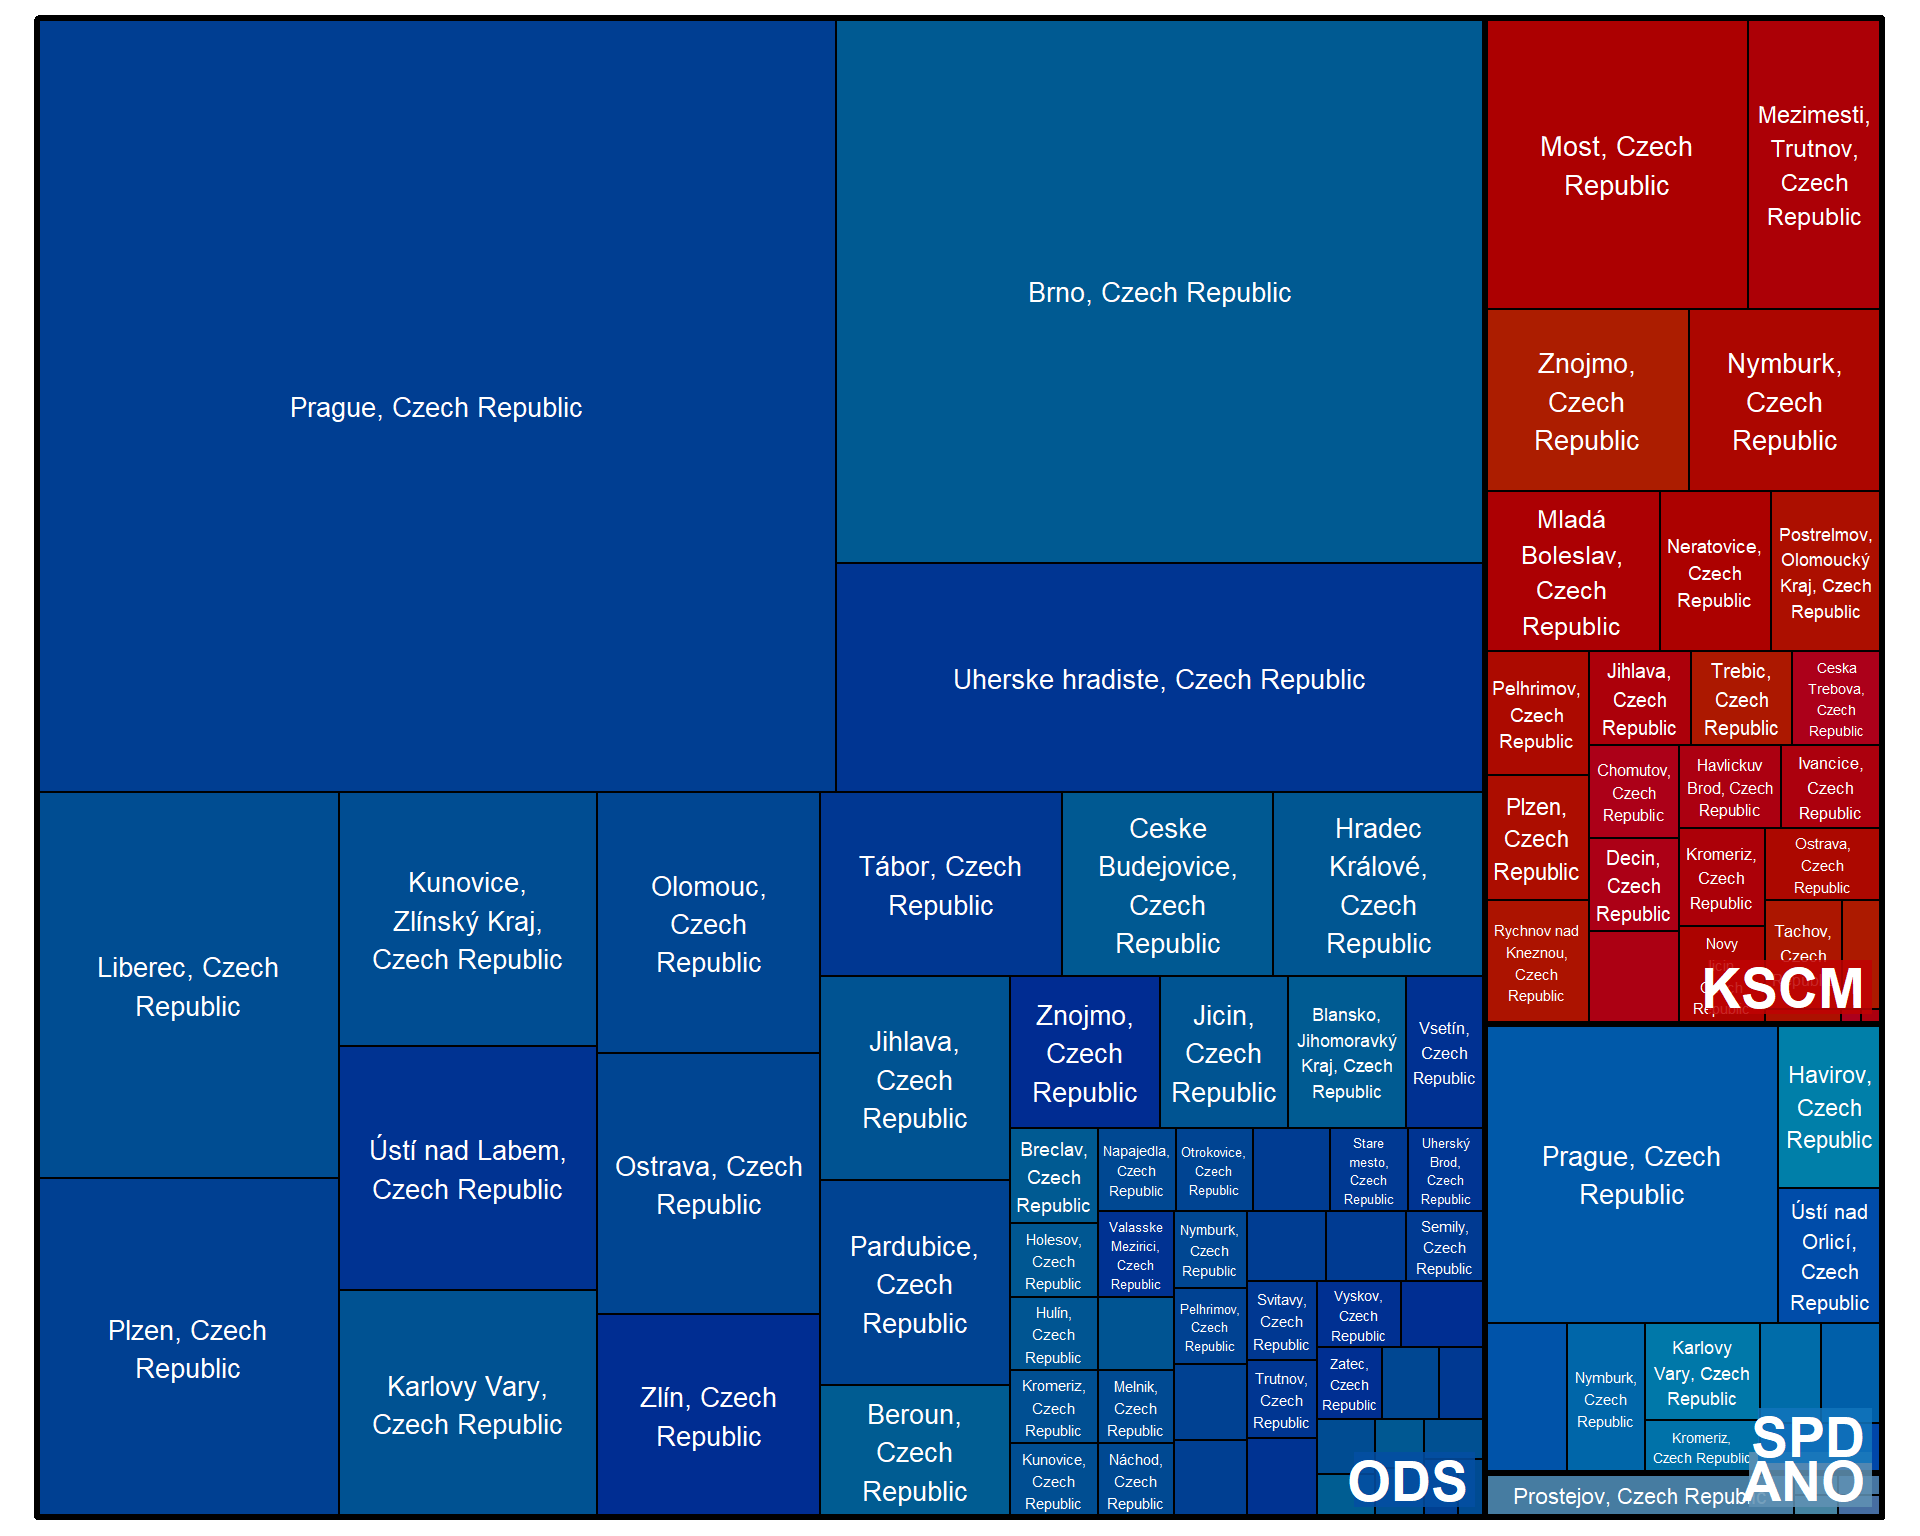 Prague, Czech Republic
Brno, Czech Republic
Uherske hradiste, Czech Republic
Liberec, Czech
Republic
Plzen, Czech
Republic
Kunovice,
Zlínský Kraj,
Czech Republic
Ústí nad Labem,
Czech Republic
Karlovy Vary,
Czech Republic
Olomouc,
Czech
Republic
Ostrava, Czech
Republic
Zlín, Czech
Republic
Tábor, Czech
Republic
Ceske
Budejovice,
Czech
Republic
Hradec
Králové,
Czech
Republic
Jihlava,
Czech
Republic
Pardubice,
Czech
Republic
Beroun,
Czech
Republic
Znojmo,
Czech
Republic
Jicin,
Czech
Republic
Blansko,
Jihomoravký
Kraj, Czech
Republic
Vsetín,
Czech
Republic
Breclav,
Czech
Republic
Holesov,
Czech
Republic
Hulín,
Czech
Republic
Kromeriz,
Czech
Republic
Kunovice,
Czech
Republic
Napajedla,
Czech
Republic
Valasske
Mezirici,
Czech
Republic
Melnik,
Czech
Republic
Náchod,
Czech
Republic
Otrokovice,
Czech
Republic
Nymburk,
Czech
Republic
Pelhrimov,
Czech
Republic
Stare
mesto,
Czech
Republic
Uherský
Brod,
Czech
Republic
Semily,
Czech
Republic
Svitavy,
Czech
Republic
Trutnov,
Czech
Republic
Vyskov,
Czech
Republic
Zatec,
Czech
Republic
ODS
Most, Czech
Republic
Mezimesti,
Trutnov,
Czech
Republic
Znojmo,
Czech
Republic
Nymburk,
Czech
Republic
Mladá
Boleslav,
Czech
Republic
Neratovice,
Czech
Republic
Postrelmov,
Olomoucký
Kraj, Czech
Republic
Pelhrimov,
Czech
Republic
Plzen,
Czech
Republic
Rychnov nad
Kneznou,
Czech
Republic
Jihlava,
Czech
Republic
Trebic,
Czech
Republic
Ceska
Trebova,
Czech
Republic
Chomutov,
Czech
Republic
Decin,
Czech
Republic
Havlickuv
Brod, Czech
Republic
Ivancice,
Czech
Republic
Kromeriz,
Czech
Republic
Ostrava,
Czech
Republic
Novy
Jicin,
Czech
Republic
Tachov,
Czech
Republic
KSCM
Prague, Czech
Republic
Havirov,
Czech
Republic
Ústí nad
Orlicí,
Czech
Republic
Nymburk,
Czech
Republic
Karlovy
Vary, Czech
Republic
Kromeriz,
Czech Republic
SPD
Prostejov, Czech Republic
ANO